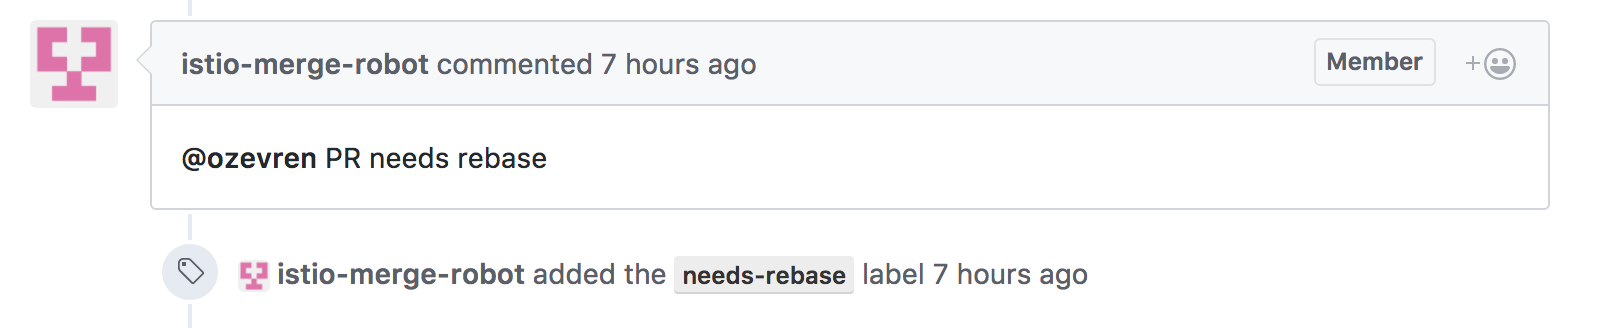 istio-merge-robot commented 7 hours ago Member +
@ozevren PR needs rebase
istio-merge-robot added the needs-rebase label 7 hours ago